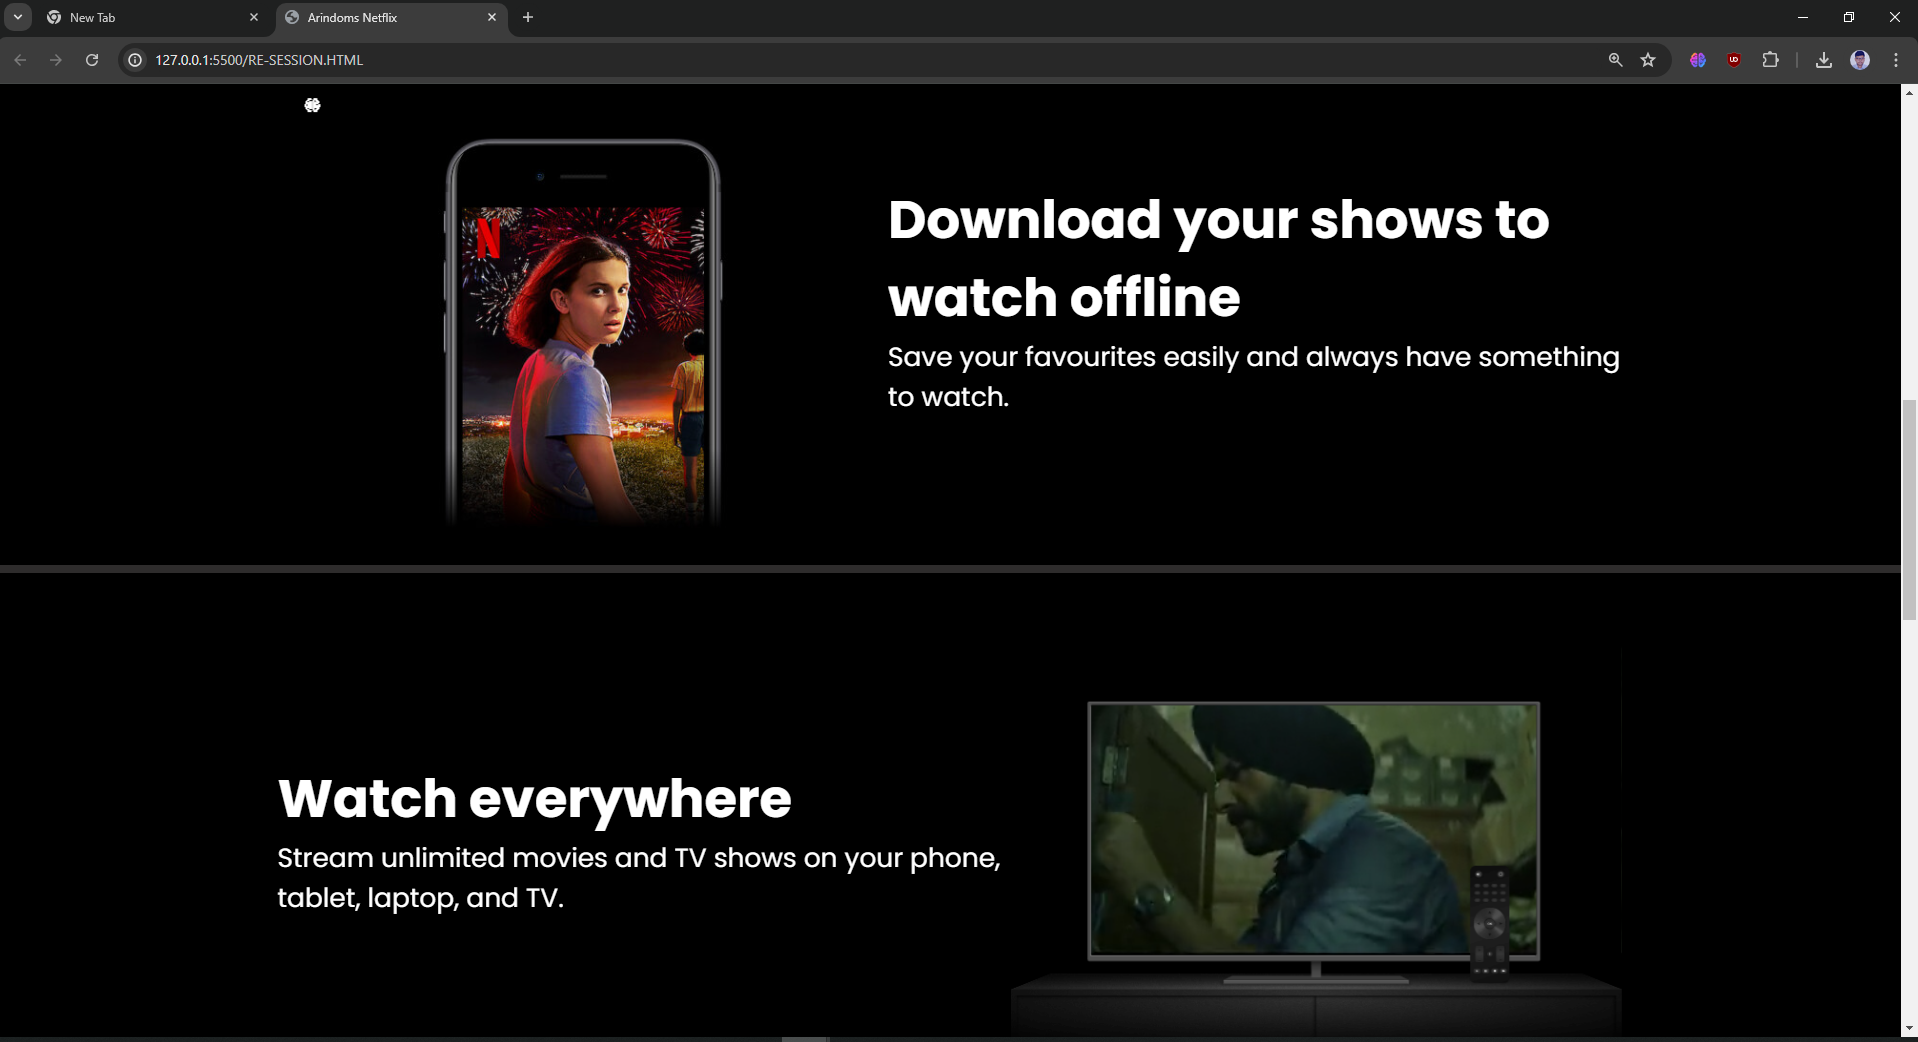 New Tab
Arindoms Netflix
127.0.0.1:5500/RE-SESSION.HTML
N
Download your shows to
watch offline
Save your favourites easily and always have something
to watch.
Watch everywhere
Stream unlimited movies and TV shows on your phone,
tablet, laptop, and TV.